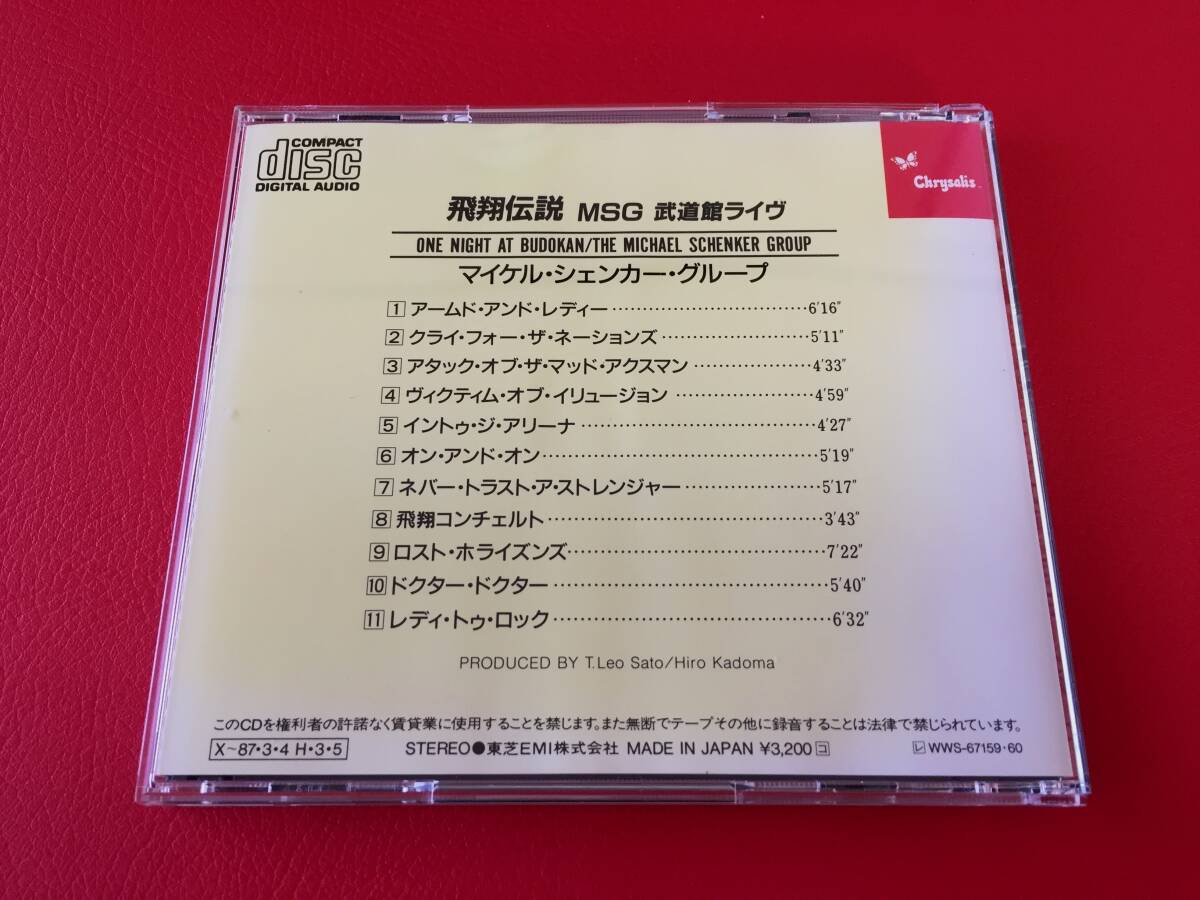 COMPACT
disc
DIGITAL AUDIO
Chrysalis
飛翔伝説 MSG 武道館ライヴ
ONE NIGHT AT BUDOKAN/THE MICHAEL SCHENKER GROUP
マイケル・シェンカー・グループ
1 アームド・アンド・レディー…………………………6′16″
2 クライ・フォー・ザ・ネーションズ……………………5′11″
3 アタック・オブ・ザ・マッド・アクスマン………………4′33″
4 ヴィクティム・オブ・イリュージョン…………………4′59″
5 イントゥ・ジ・アリーナ………………………………4′27″
6 オン・アンド・オン……………………………………5′19″
7 ネバー・トラスト・ア・ストレンジャー…………………5′17″
8 飛翔コンチェルト……………………………………3′43″
9 ロスト・ホライズンズ…………………………………7′22″
10 ドクター・ドクター……………………………………5′40″
11 レディ・トゥ・ロック……………………………………6′32″
PRODUCED BY T.Leo Sato/Hiro Kadoma
このCDを権利者の許諾なく賃貸業に使用することを禁じます。また無断でテープその他に録音することは法律で禁じられています。
X~87・3・4 H・3・5 STEREO●東芝EMI株式会社 MADE IN JAPAN ¥3,200 コ レ WWS-67159・60